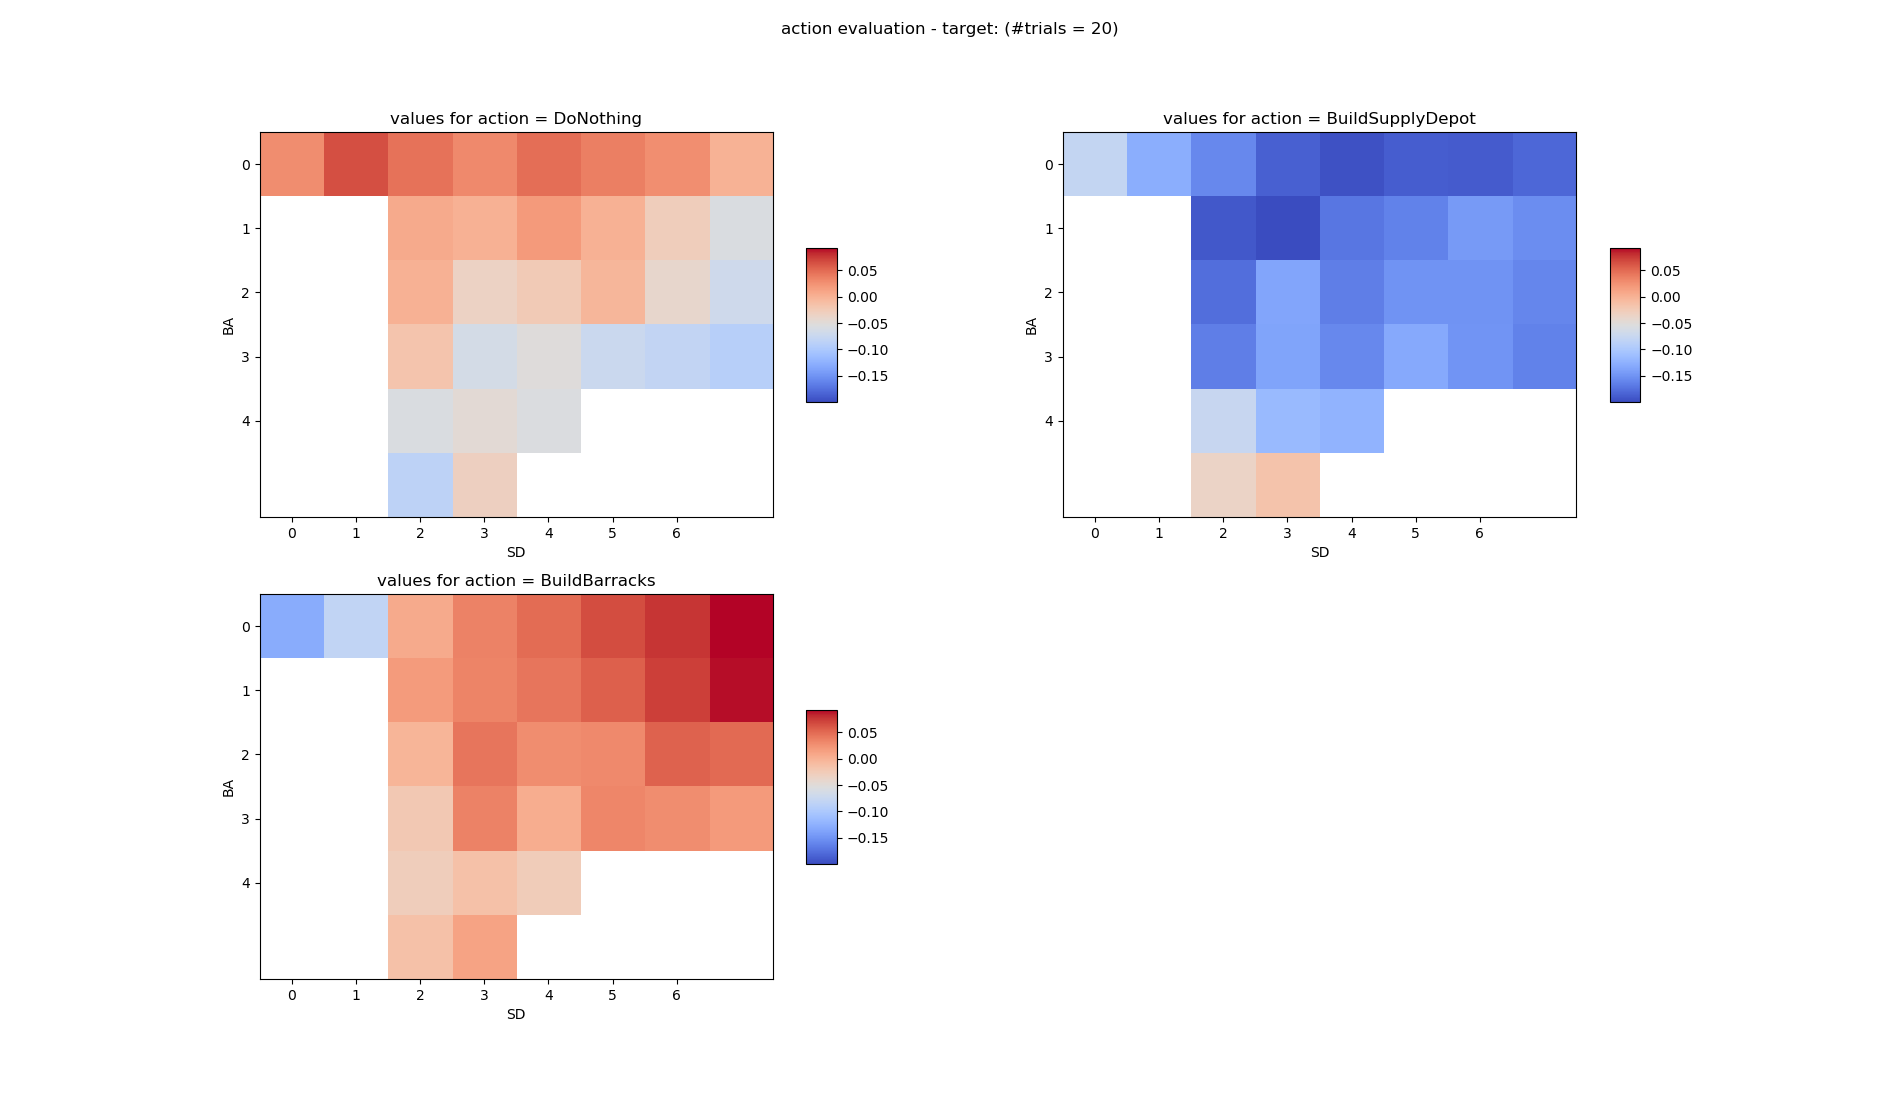 action evaluation - target: (#trials = 20)
values for action = DoNothing
0
1
2
3
4
BA
0 1 2 3 4 5 6
SD
0.05
0.00
−0.05
−0.10
−0.15
values for action = BuildSupplyDepot
0
1
2
3
4
BA
0 1 2 3 4 5 6
SD
0.05
0.00
−0.05
−0.10
−0.15
values for action = BuildBarracks
0
1
2
3
4
BA
0 1 2 3 4 5 6
SD
0.05
0.00
−0.05
−0.10
−0.15